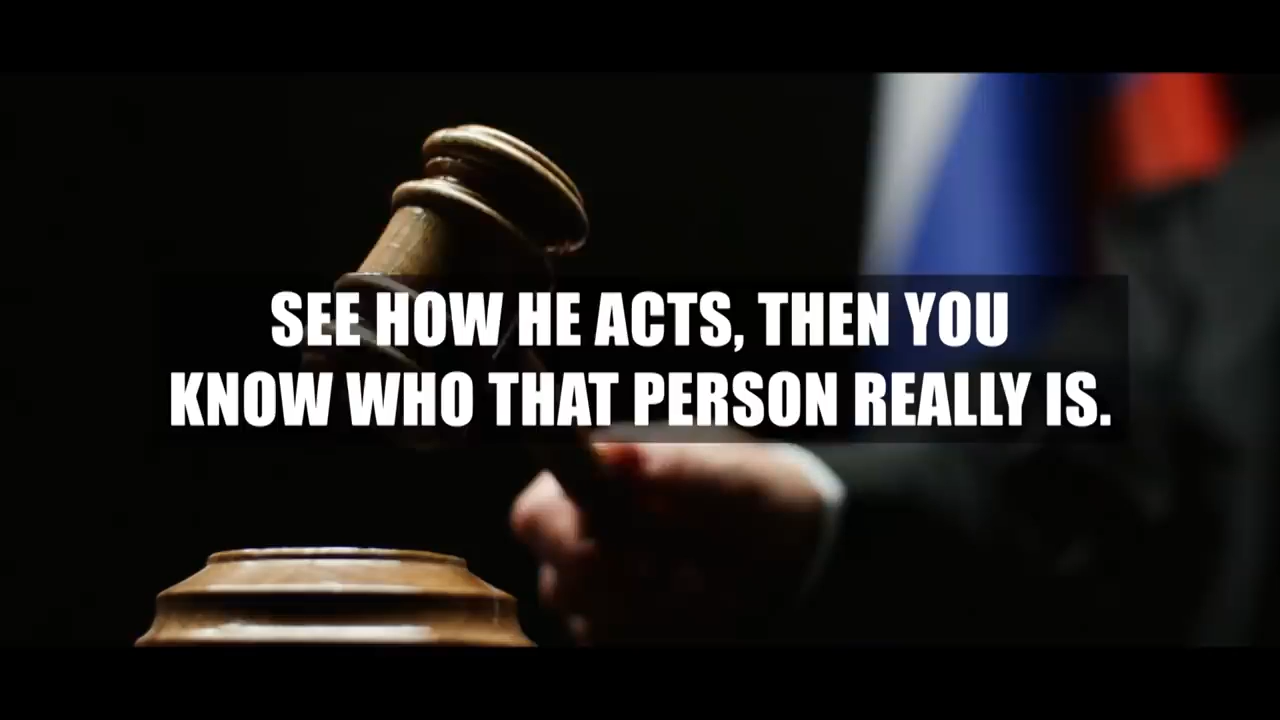 SEE HOW HE ACTS, THEN YOU
KNOW WHO THAT PERSON REALLY IS.